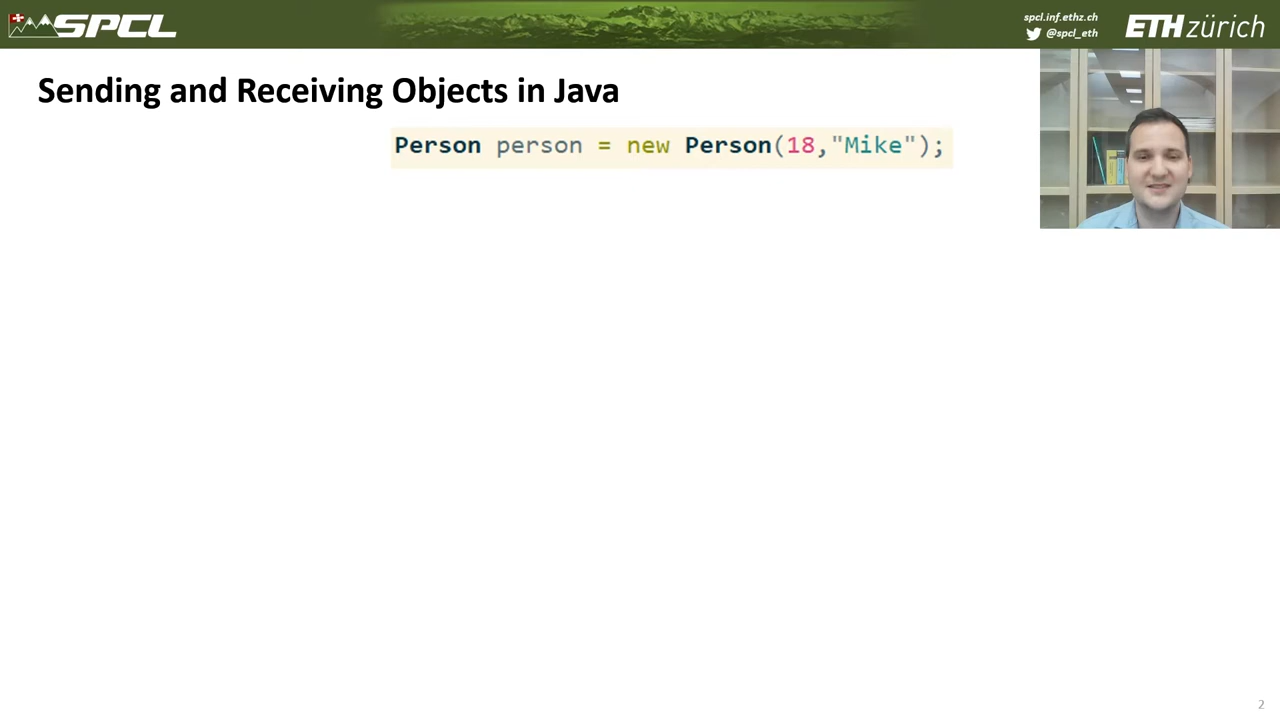 SPCL
spcl.inf.ethz.ch
@spcl_eth
ETH zürich
Sending and Receiving Objects in Java
Person person = new Person(18,"Mike");
2